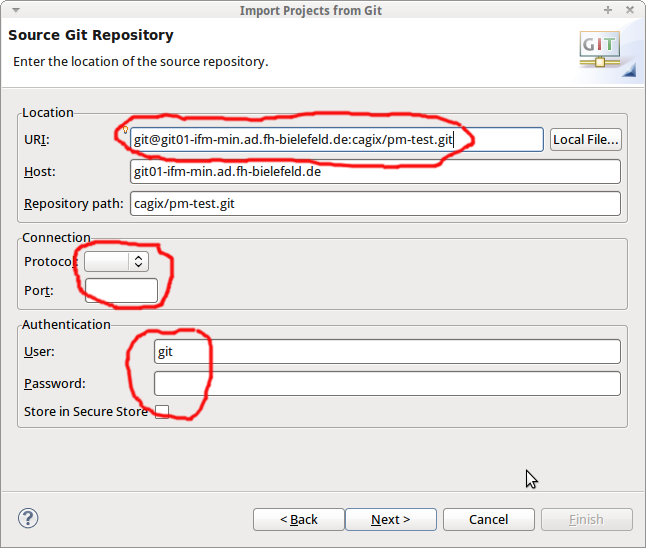 Import Projects from Git
Source Git Repository
Enter the location of the source repository.
GIT
Location
URI: git@git01-ifm-min.ad.fh-bielefeld.de:cagix/pm-test.git Local File...
Host: git01-ifm-min.ad.fh-bielefeld.de
Repository path: cagix/pm-test.git
Connection
Protocol:
Port:
Authentication
User: git
Password:
Store in Secure Store
? < Back Next > Cancel Finish